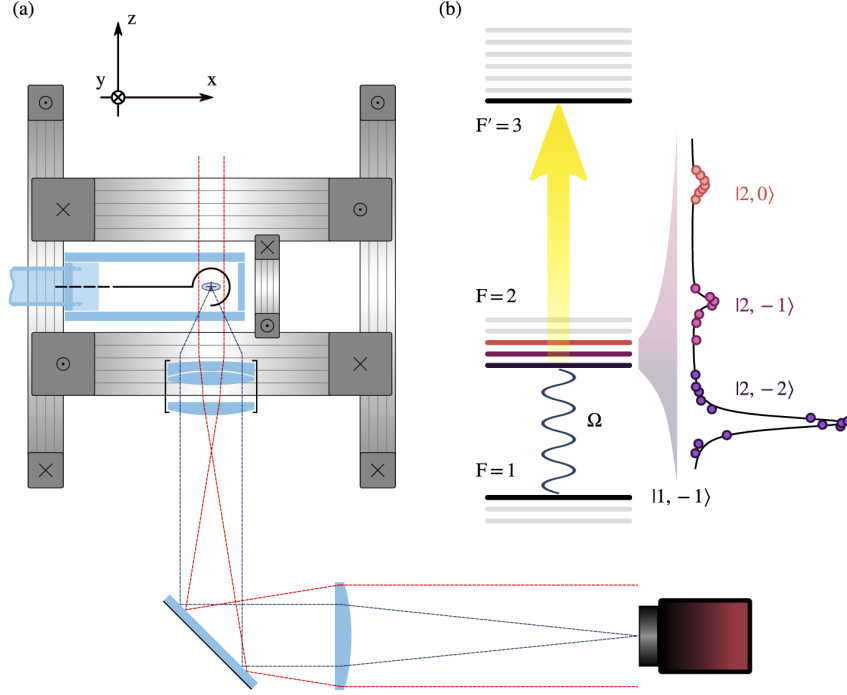 (a)
z
y
x
(b)
F′=3
|2, 0⟩
F=2
|2, −1⟩
|2, −2⟩
Ω
F=1
|1, −1⟩